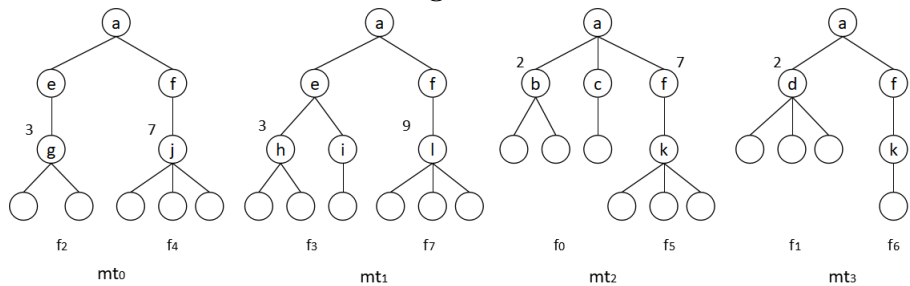 a a a a
e f e f 2 b c f 7 2 d f
3 g 7 j 3 h i 9 l k k
f2 f4 f3 f7 f0 f5 f1 f6
mt0 mt1 mt2 mt3